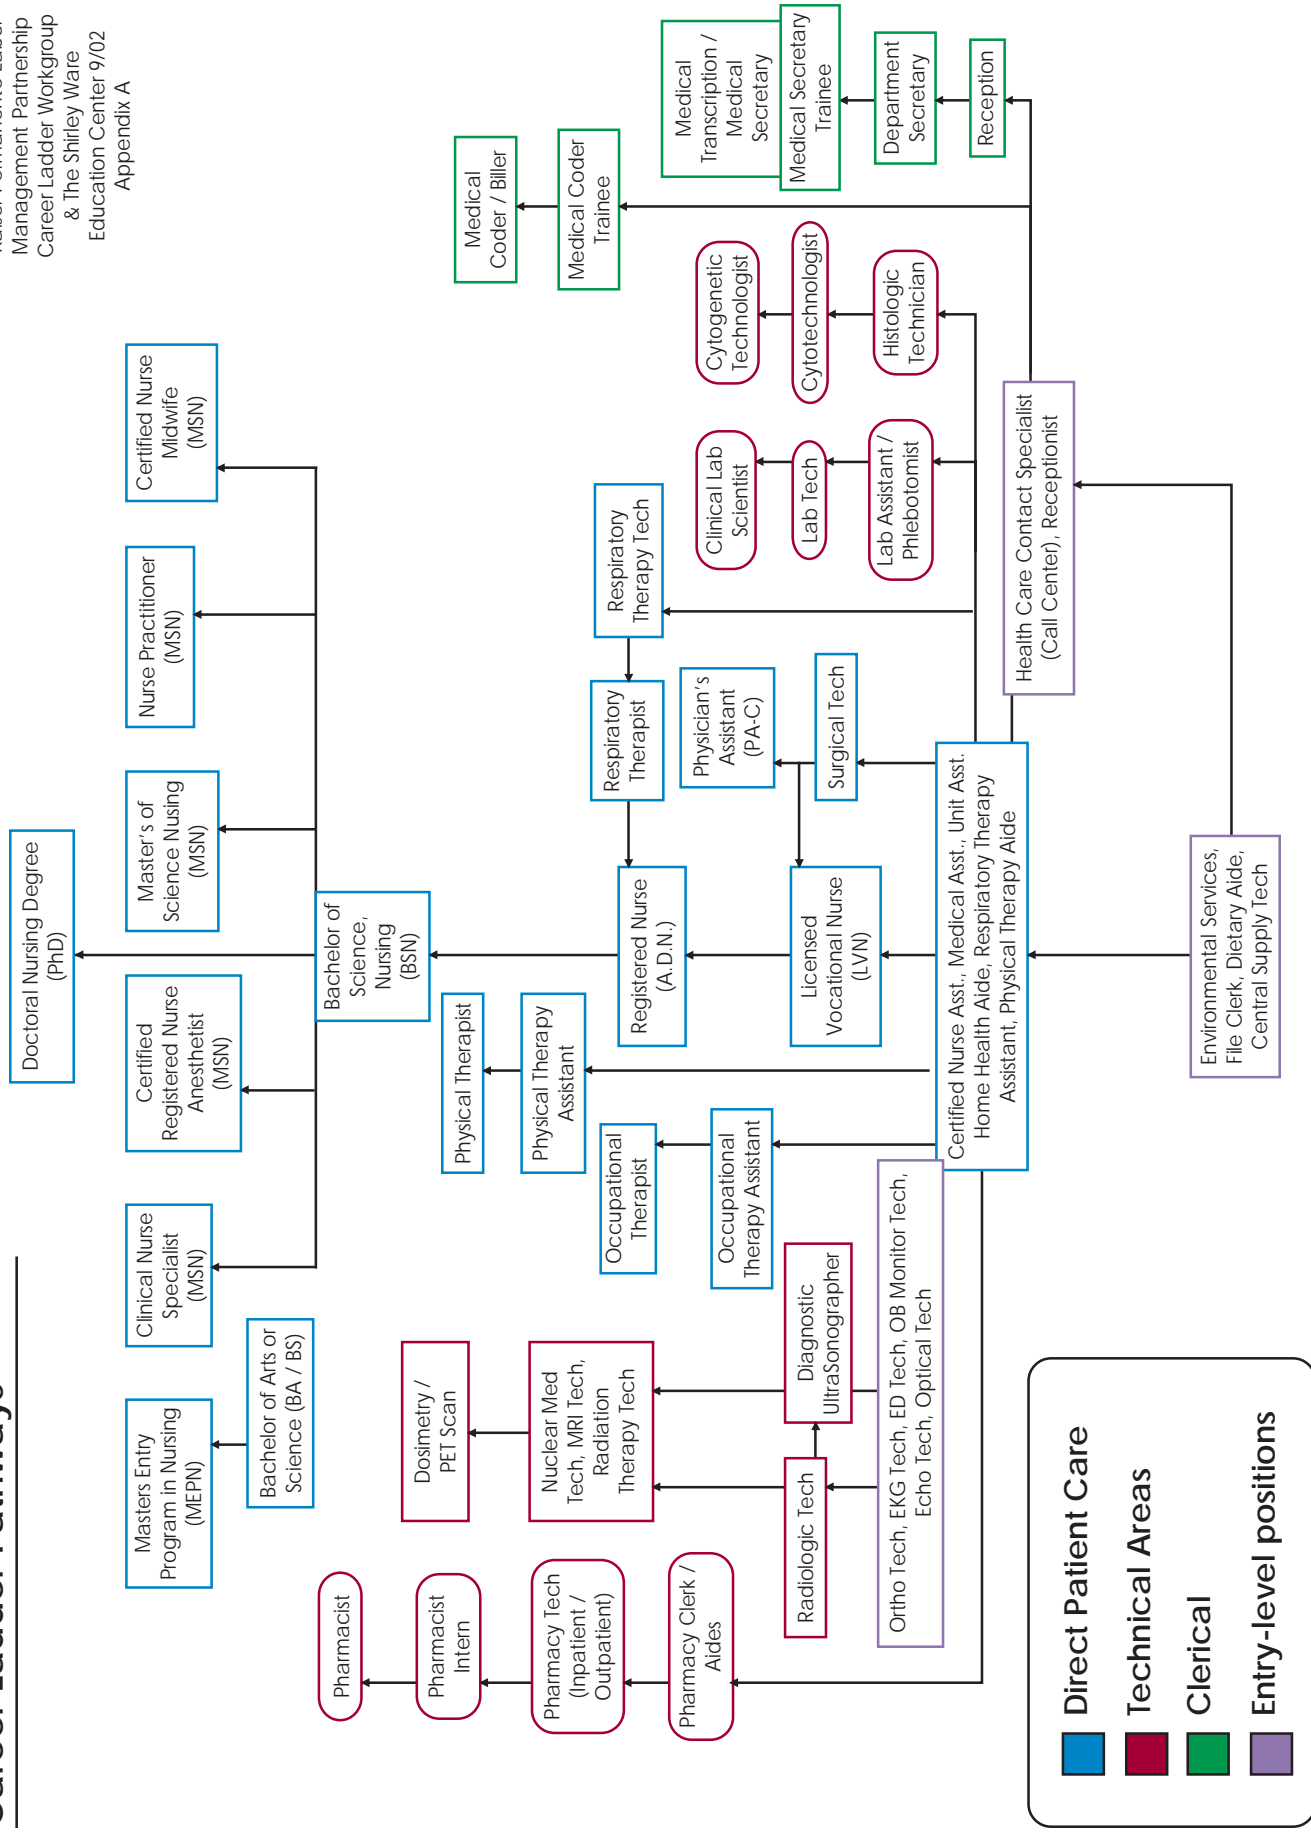 Career Ladder Pathways
Kaiser Permanente Labor
Management Partnership
Career Ladder Workgroup
& The Shirley Ware
Education Center 9/02
Appendix A
Doctoral Nursing Degree
(PhD)
Masters Entry
Program in Nursing
(MEPN)
Bachelor of Arts or
Science (BA / BS)
Clinical Nurse
Specialist
(MSN)
Certified
Registered Nurse
Anesthetist
(MSN)
Master's of
Science Nusing
(MSN)
Nurse Practitioner
(MSN)
Certified Nurse
Midwife
(MSN)
Bachelor of
Science,
Nursing
(BSN)
Pharmacist
Pharmacist
Intern
Pharmacy Tech
(Inpatient /
Outpatient)
Pharmacy Clerk /
Aides
Dosimetry /
PET Scan
Nuclear Med
Tech, MRI Tech,
Radiation
Therapy Tech
Radiologic Tech
Diagnostic
UltraSonographer
Ortho Tech, EKG Tech, ED Tech, OB Monitor Tech,
Echo Tech, Optical Tech
Occupational
Therapist
Occupational
Therapy Assistant
Physical Therapist
Physical Therapy
Assistant
Registered Nurse
(A.D.N.)
Licensed
Vocational Nurse
(LVN)
Respiratory
Therapist
Respiratory
Therapy Tech
Physician's
Assistant
(PA-C)
Surgical Tech
Clinical Lab
Scientist
Lab Tech
Lab Assistant /
Phlebotomist
Cytogenetic
Technologist
Cytotechnologist
Histologic
Technician
Medical
Coder / Biller
Medical Coder
Trainee
Medical
Transcription /
Medical
Secretary
Medical Secretary
Trainee
Department
Secretary
Reception
Certified Nurse Asst., Medical Asst., Unit Asst.
Home Health Aide, Respiratory Therapy
Assistant, Physical Therapy Aide
Health Care Contact Specialist
(Call Center), Receptionist
Environmental Services,
File Clerk, Dietary Aide,
Central Supply Tech
Direct Patient Care
Technical Areas
Clerical
Entry-level positions